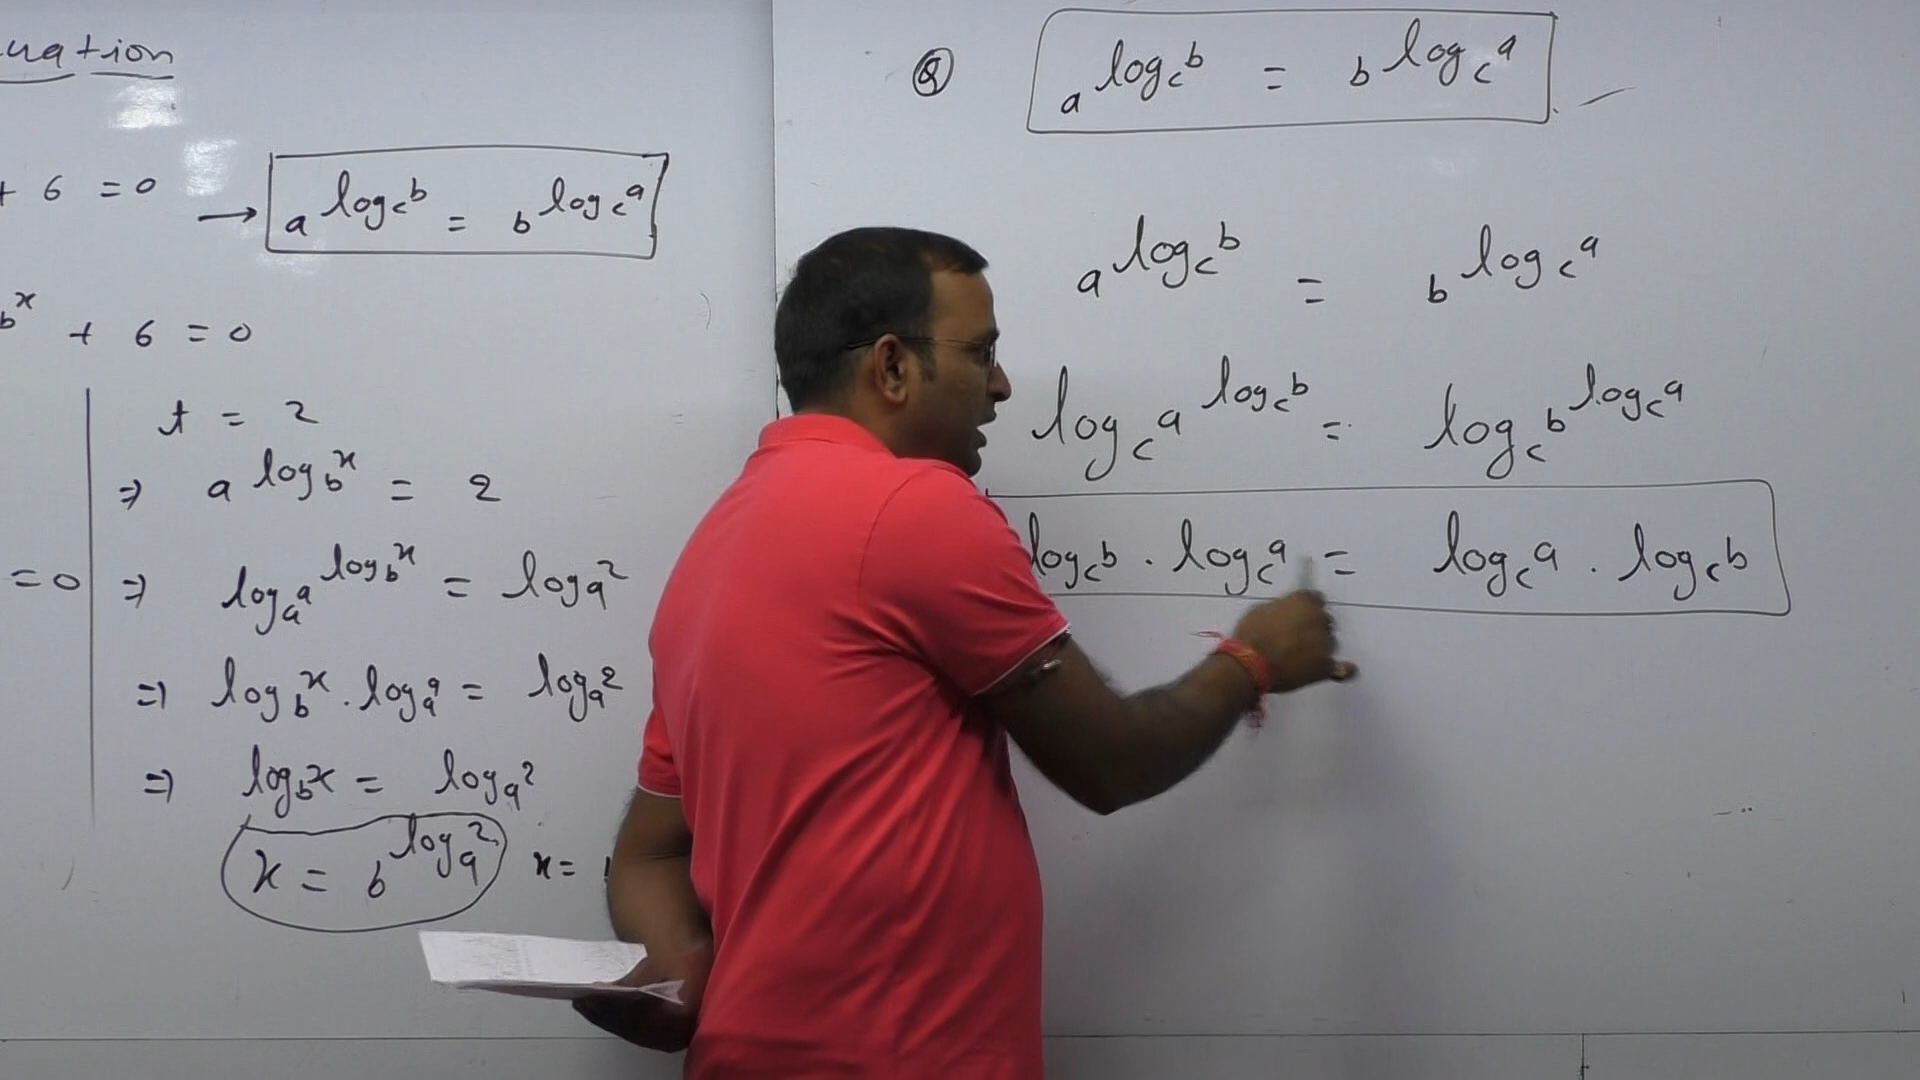 uation
+ 6 = 0 → a^{log_c b} = b^{log_c a}
b^x + 6 = 0
t = 2
⇒ a^{log_b x} = 2
= 0
⇒ log_a a^{log_b x} = log_a 2
⇒ log_b x . log_a a = log_a 2
⇒ log_b x = log_a 2
x = b^{log_a 2} x =
Q a^{log_c b} = b^{log_c a}
a^{log_c b} = b^{log_c a}
log_c a^{log_c b} = log_c b^{log_c a}
log_c b . log_c a = log_c a . log_c b